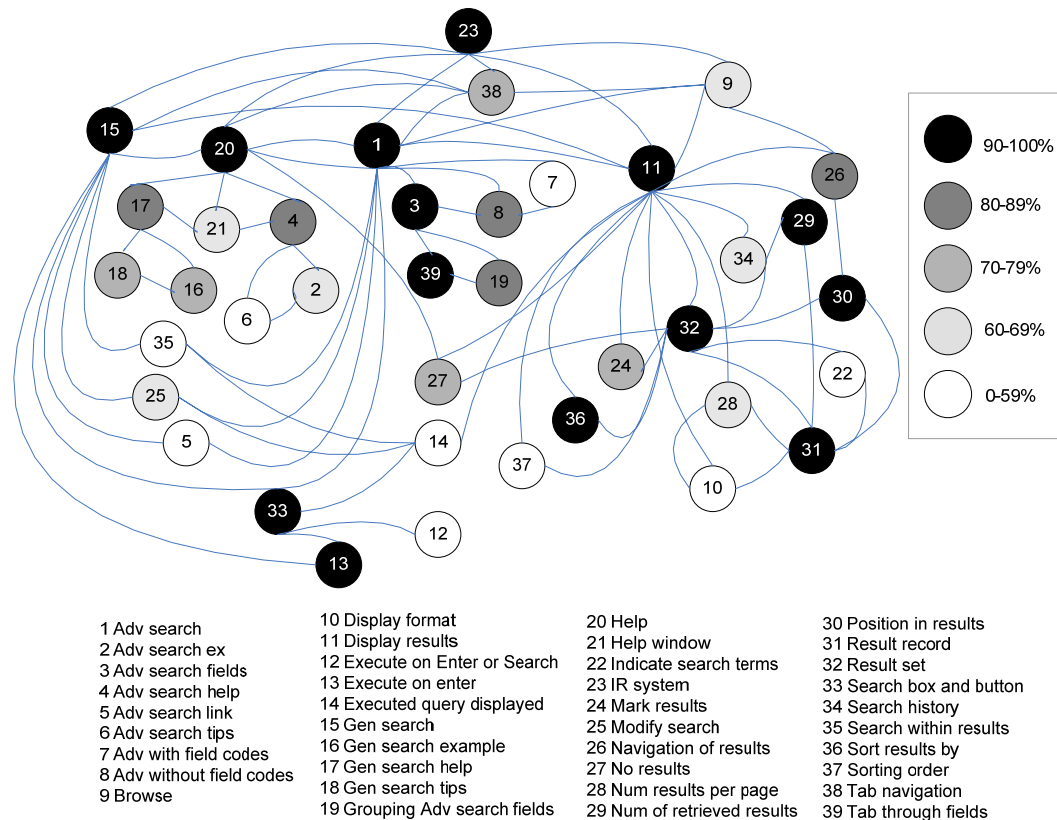 23
38
9
15
20
1
11
26
7
17
21
4
3
8
29
34
18
16
6
2
39
19
30
32
35
27
24
22
25
36
28
5
14
37
31
10
33
12
13
90-100%
80-89%
70-79%
60-69%
0-59%
1 Adv search
2 Adv search ex
3 Adv search fields
4 Adv search help
5 Adv search link
6 Adv search tips
7 Adv with field codes
8 Adv without field codes
9 Browse
10 Display format
11 Display results
12 Execute on Enter or Search
13 Execute on enter
14 Executed query displayed
15 Gen search
16 Gen search example
17 Gen search help
18 Gen search tips
19 Grouping Adv search fields
20 Help
21 Help window
22 Indicate search terms
23 IR system
24 Mark results
25 Modify search
26 Navigation of results
27 No results
28 Num results per page
29 Num of retrieved results
30 Position in results
31 Result record
32 Result set
33 Search box and button
34 Search history
35 Search within results
36 Sort results by
37 Sorting order
38 Tab navigation
39 Tab through fields